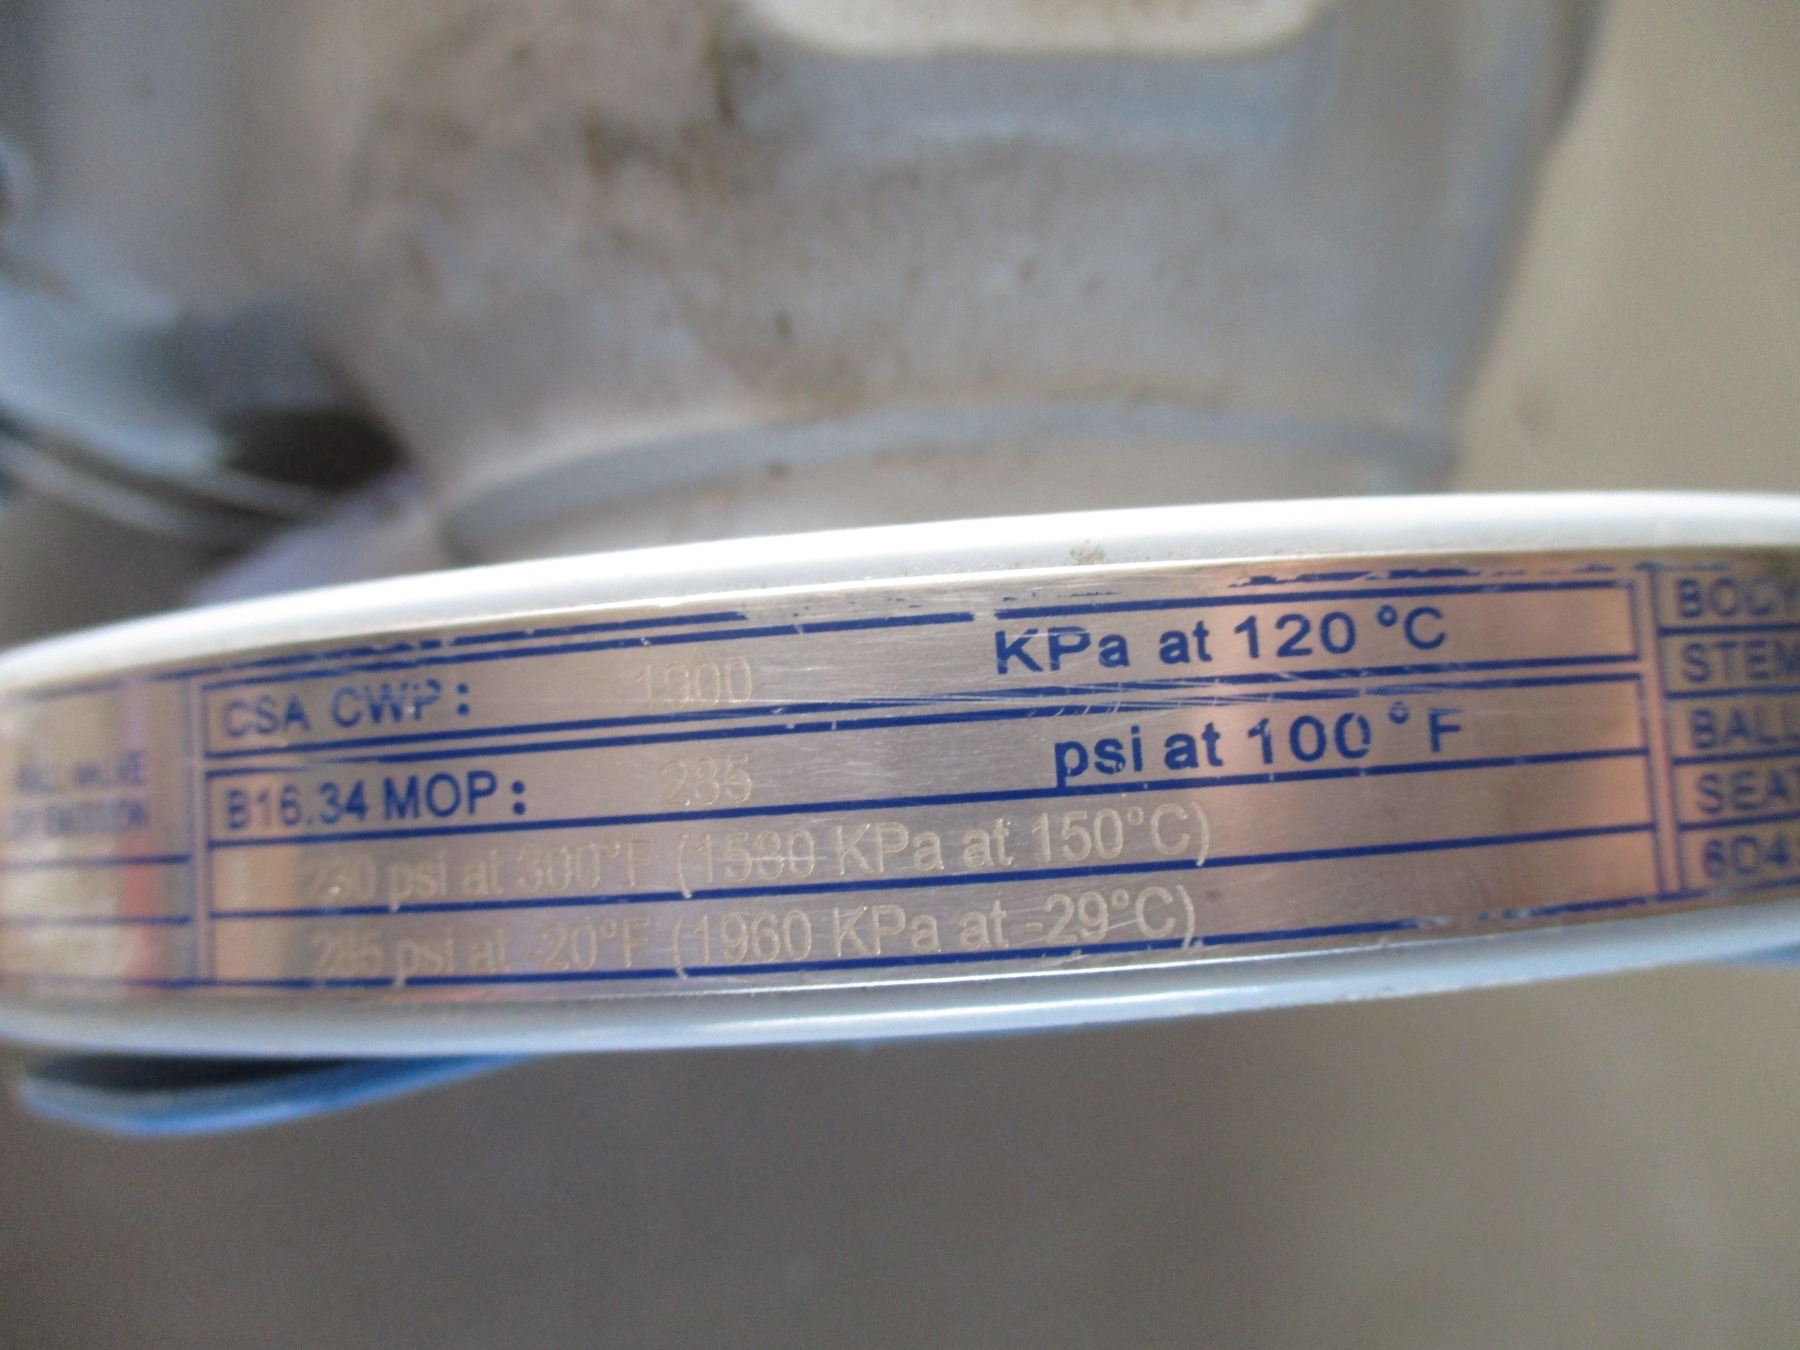 CSA CWP: 1900 KPa at 120 °C
B16.34 MOP: 285 psi at 100 °F
230 psi at 300°F (1580 KPa at 150°C)
285 psi at -20°F (1960 KPa at -29°C)
BODY
STEM
BALL
SEAT